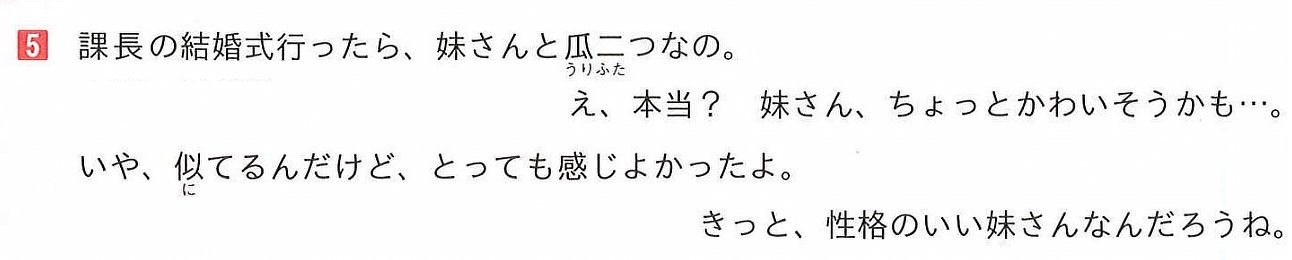 5 課長の結婚式行ったら、妹さんと瓜二つなの。
うりふた
え、本当？　妹さん、ちょっとかわいそうかも…。
いや、似てるんだけど、とっても感じよかったよ。
に
きっと、性格のいい妹さんなんだろうね。